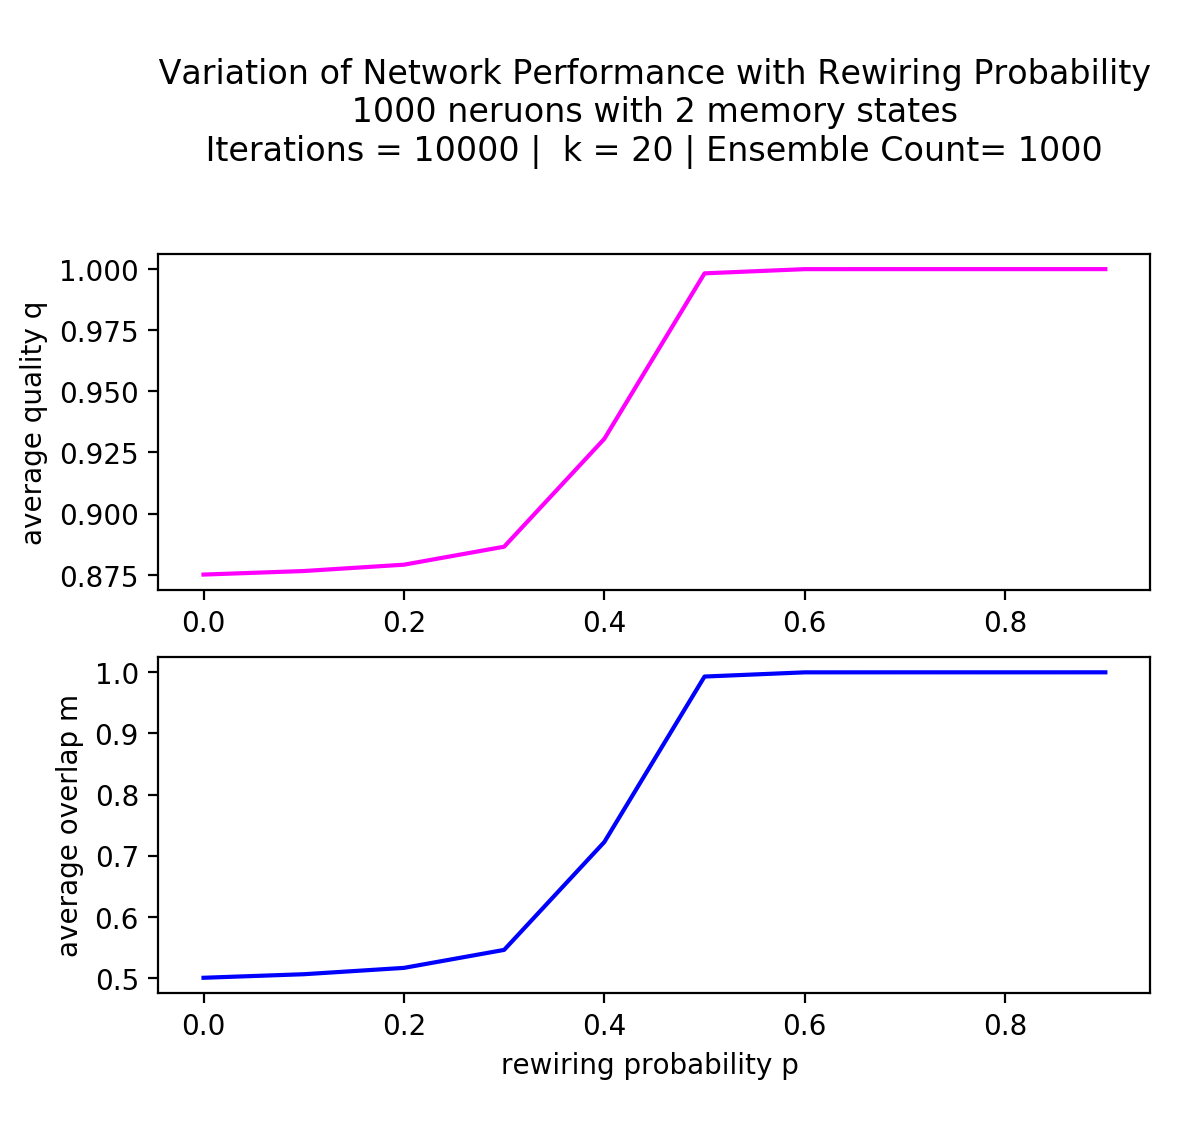 Variation of Network Performance with Rewiring Probability
1000 neruons with 2 memory states
Iterations = 10000 |  k = 20 | Ensemble Count= 1000
average quality q
1.000
0.975
0.950
0.925
0.900
0.875
0.0 0.2 0.4 0.6 0.8
average overlap m
1.0
0.9
0.8
0.7
0.6
0.5
0.0 0.2 0.4 0.6 0.8
rewiring probability p